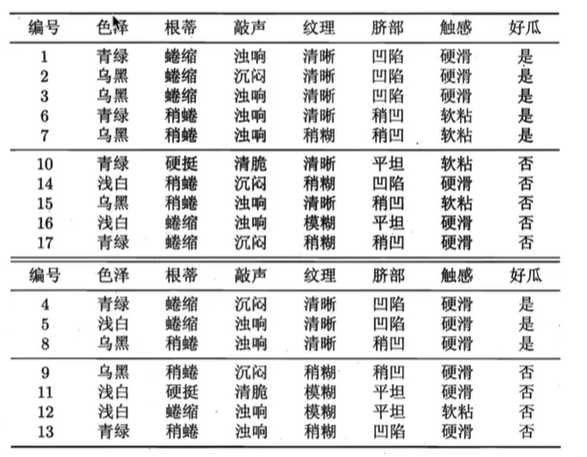 编号 色泽 根蒂 敲声 纹理 脐部 触感 好瓜
1 青绿 蜷缩 浊响 清晰 凹陷 硬滑 是
2 乌黑 蜷缩 沉闷 清晰 凹陷 硬滑 是
3 乌黑 蜷缩 浊响 清晰 凹陷 硬滑 是
6 青绿 稍蜷 浊响 清晰 稍凹 软粘 是
7 乌黑 稍蜷 浊响 稍糊 稍凹 软粘 是
10 青绿 硬挺 清脆 清晰 平坦 软粘 否
14 浅白 稍蜷 沉闷 稍糊 凹陷 硬滑 否
15 乌黑 稍蜷 浊响 清晰 稍凹 软粘 否
16 浅白 蜷缩 浊响 模糊 平坦 硬滑 否
17 青绿 蜷缩 沉闷 稍糊 稍凹 硬滑 否
编号 色泽 根蒂 敲声 纹理 脐部 触感 好瓜
4 青绿 蜷缩 沉闷 清晰 凹陷 硬滑 是
5 浅白 蜷缩 浊响 清晰 凹陷 硬滑 是
8 乌黑 稍蜷 浊响 清晰 稍凹 硬滑 是
9 乌黑 稍蜷 沉闷 稍糊 稍凹 硬滑 否
11 浅白 硬挺 清脆 模糊 平坦 硬滑 否
12 浅白 蜷缩 浊响 模糊 平坦 软粘 否
13 青绿 稍蜷 浊响 稍糊 凹陷 硬滑 否